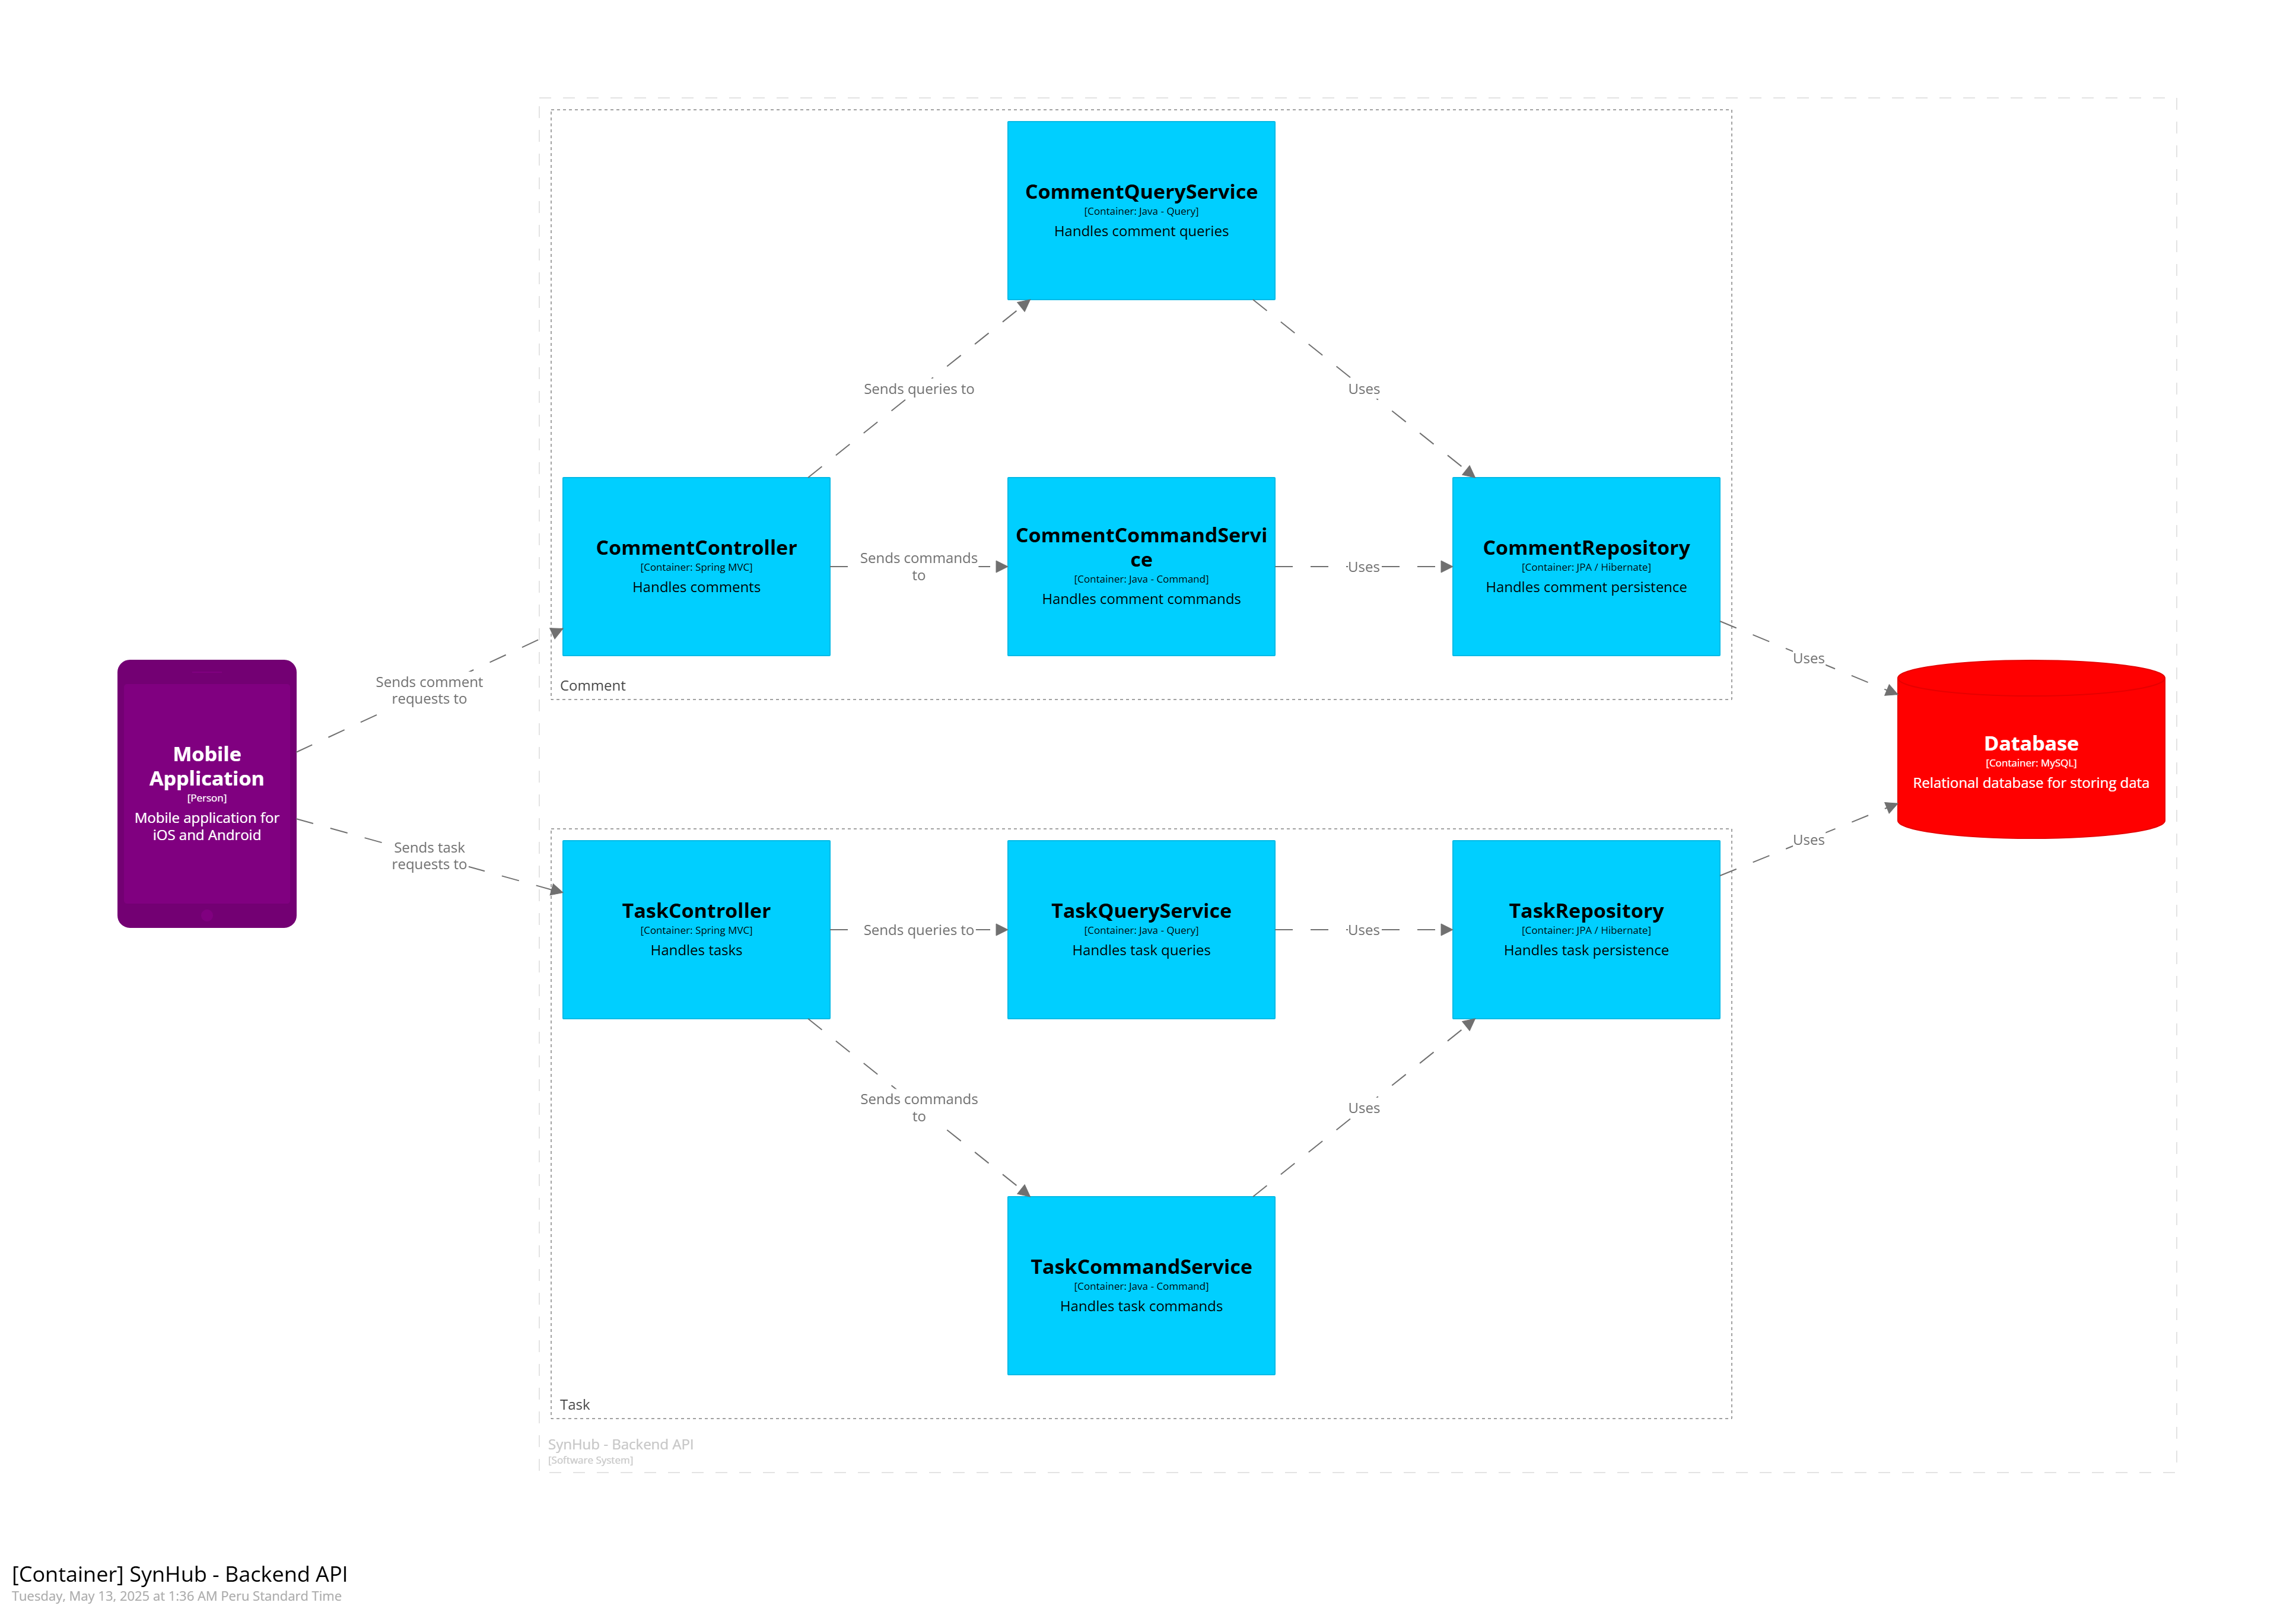 CommentQueryService
[Container: Java - Query]
Handles comment queries
Sends queries to
Uses
CommentController
[Container: Spring MVC]
Handles comments
Sends commands
to
CommentCommandServi
ce
[Container: Java - Command]
Handles comment commands
Uses
CommentRepository
[Container: JPA / Hibernate]
Handles comment persistence
Comment
Sends comment
requests to
Uses
Mobile
Application
[Person]
Mobile application for
iOS and Android
Database
[Container: MySQL]
Relational database for storing data
Sends task
requests to
Uses
TaskController
[Container: Spring MVC]
Handles tasks
Sends queries to
TaskQueryService
[Container: Java - Query]
Handles task queries
Uses
TaskRepository
[Container: JPA / Hibernate]
Handles task persistence
Sends commands
to
Uses
TaskCommandService
[Container: Java - Command]
Handles task commands
Task
SynHub - Backend API
[Software System]
[Container] SynHub - Backend API
Tuesday, May 13, 2025 at 1:36 AM Peru Standard Time